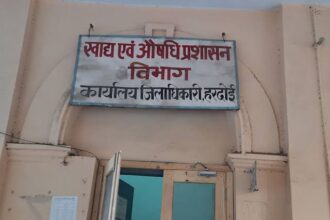 खाद्य एवं औषधि प्रशासन
विभाग
कार्यालय जिलाधिकारी, हरदोई